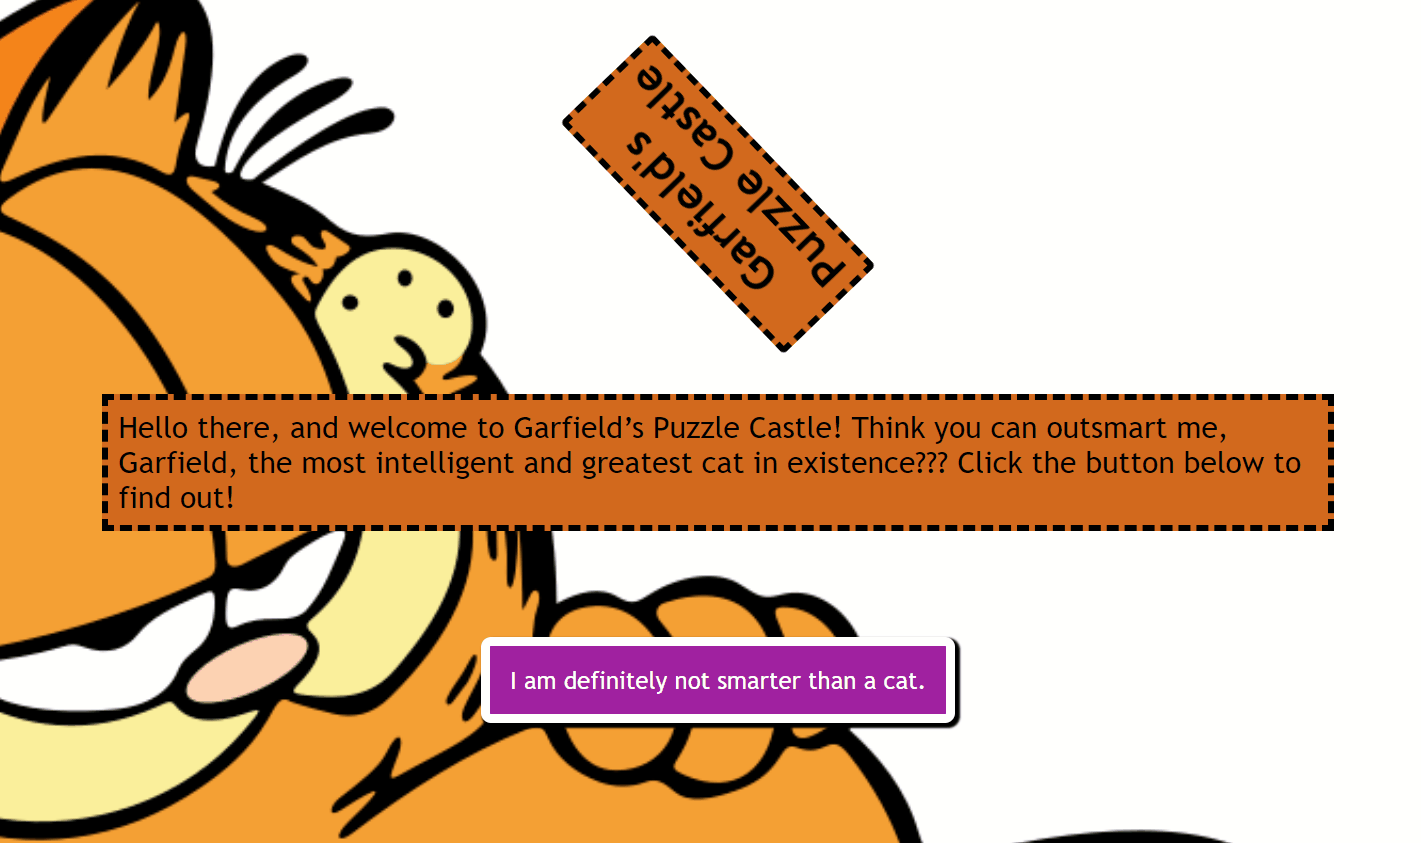 Garfield's
Puzzle Castle
Hello there, and welcome to Garfield’s Puzzle Castle! Think you can outsmart me,
Garfield, the most intelligent and greatest cat in existence??? Click the button below to
find out!
I am definitely not smarter than a cat.